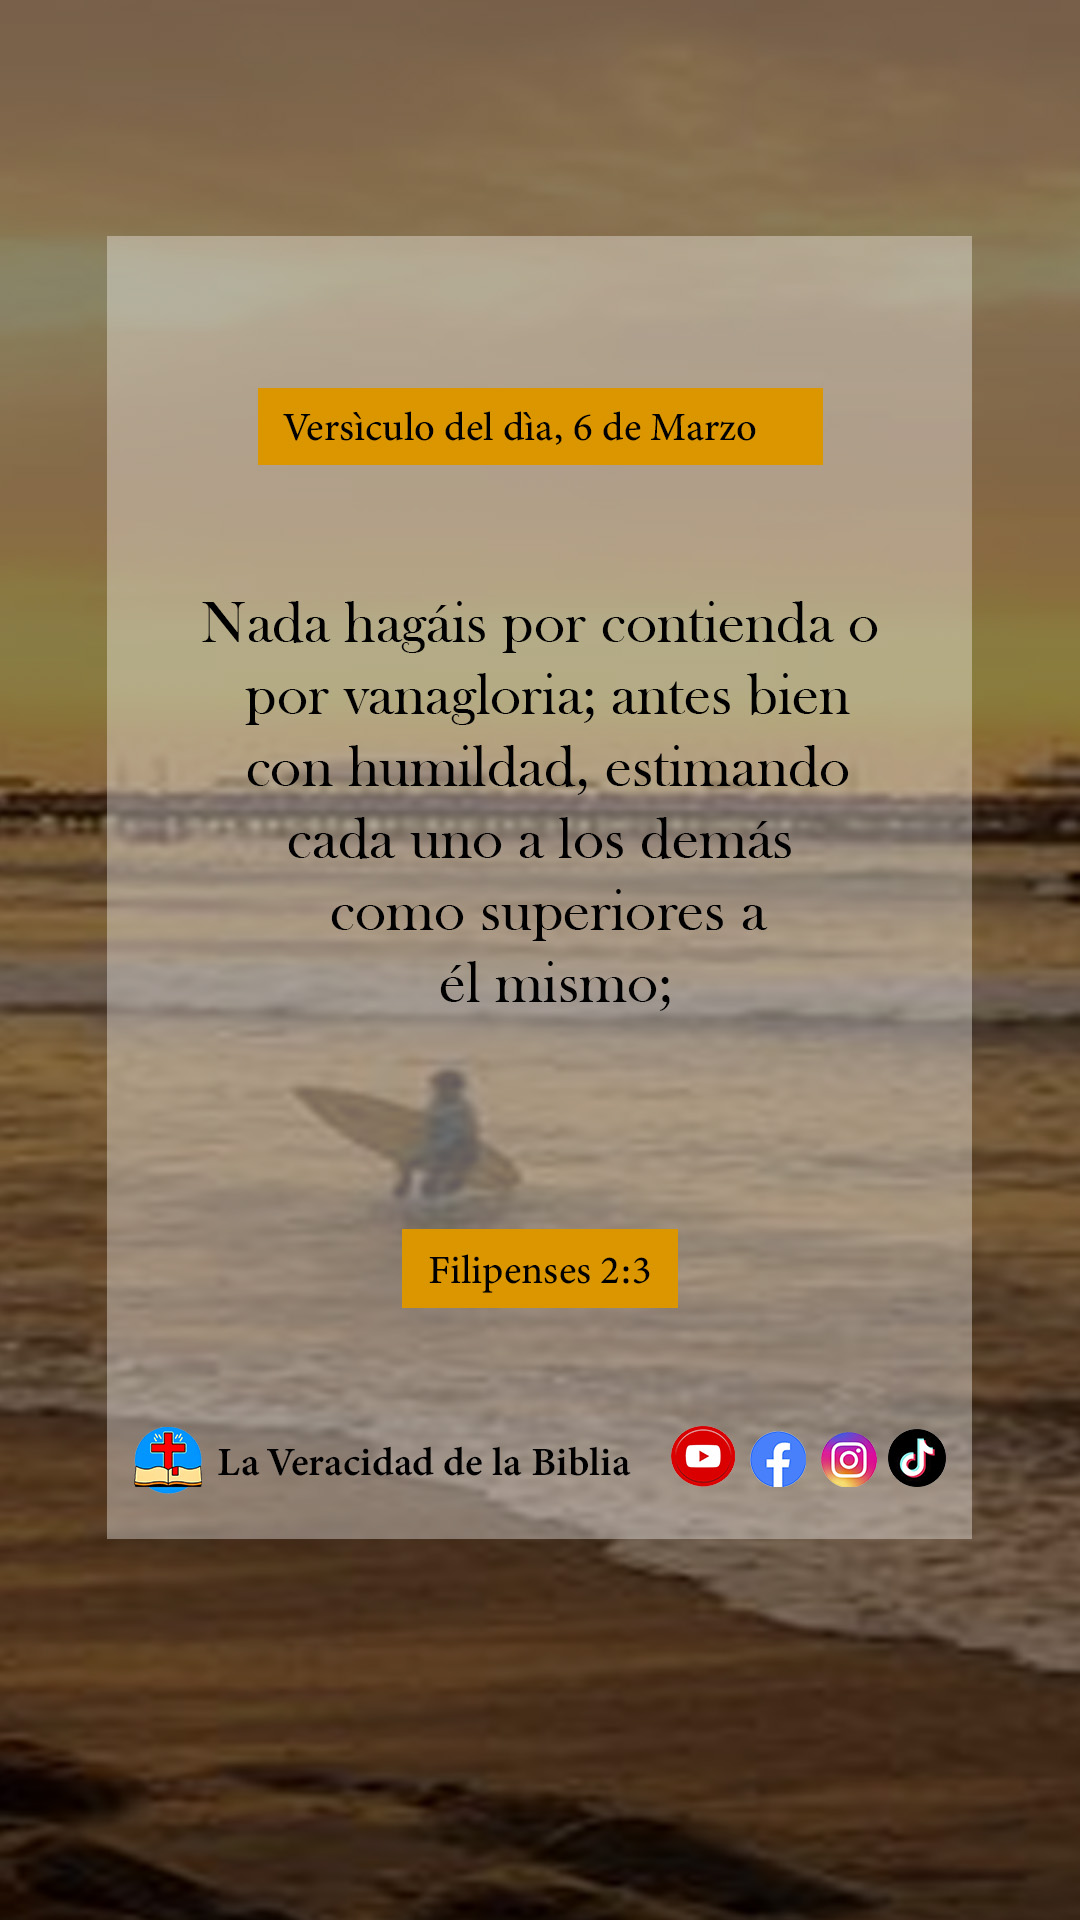 Versìculo del dìa, 6 de Marzo
Nada hagáis por contienda o
por vanagloria; antes bien
con humildad, estimando
cada uno a los demás
como superiores a
él mismo;
Filipenses 2:3
La Veracidad de la Biblia